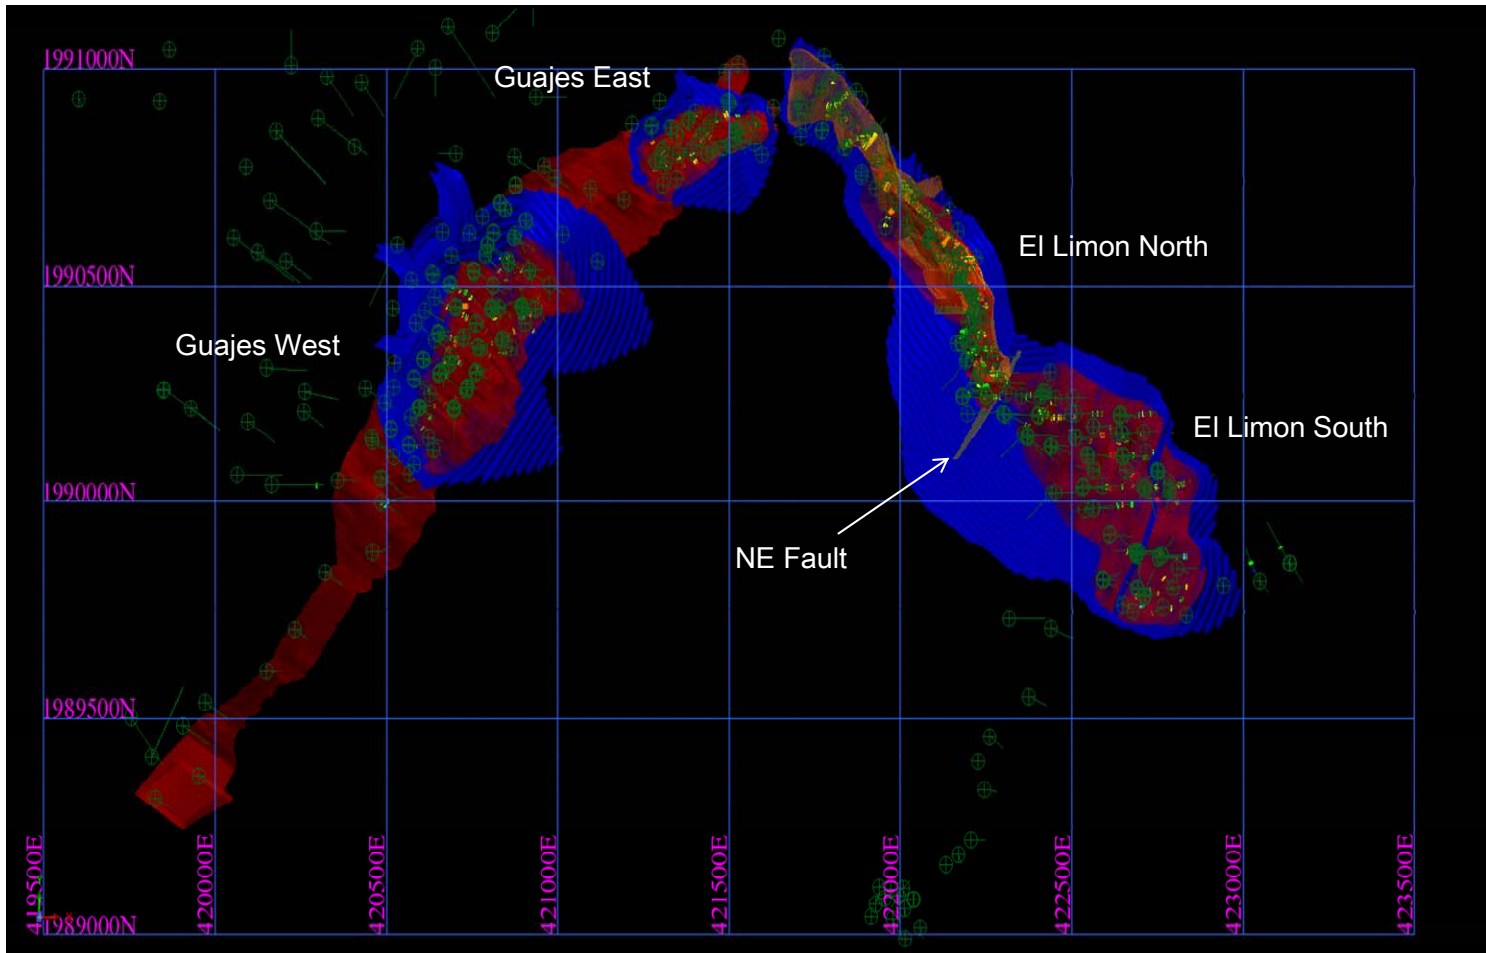 1991000N
Guajes East
El Limon North
1990500N
Guajes West
El Limon South
1990000N
NE Fault
1989500N
419500E
420000E
420500E
421000E
421500E
422000E
422500E
423000E
423500E
1989000N